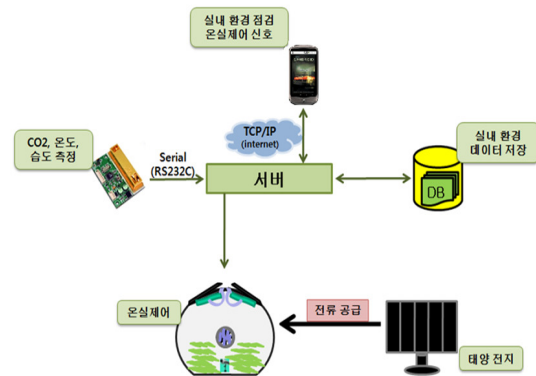 실내 환경 점검
온실제어 신호
TCP/IP
(internet)
CO2, 온도,
습도 측정
Serial
(RS232C)
서버
실내 환경
데이터 저장
DB
온실제어
전류 공급
태양 전지